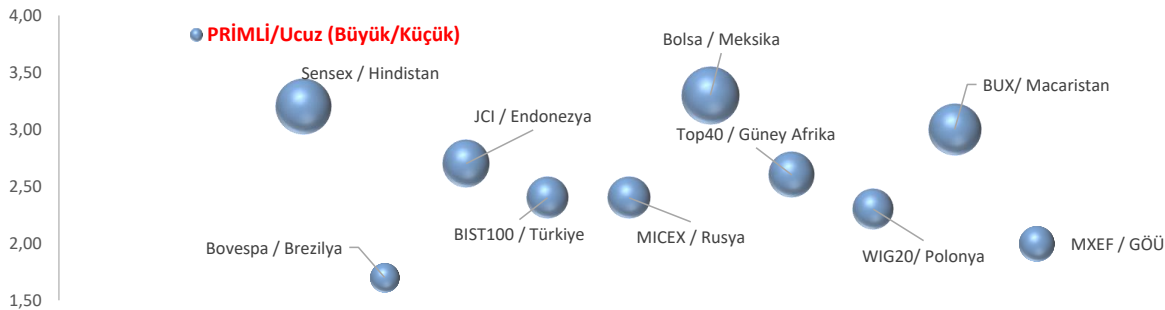 4,00
PRİMLİ/Ucuz (Büyük/Küçük)
Bolsa / Meksika
3,50
Sensex / Hindistan
BUX/ Macaristan
JCI / Endonezya
3,00
Top40 / Güney Afrika
2,50
BIST100 / Türkiye
MICEX / Rusya
2,00
Bovespa / Brezilya
WIG20/ Polonya
MXEF / GÖÜ
1,50